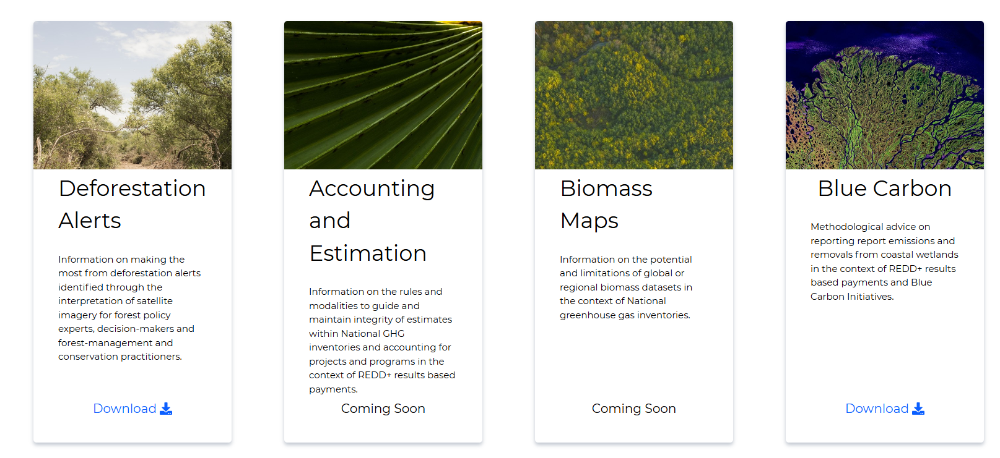 Deforestation
Alerts
Information on making the
most from deforestation alerts
identified through the
interpretation of satellite
imagery for forest policy
experts, decision-makers and
forest-management and
conservation practitioners.
Download
Accounting
and
Estimation
Information on the rules and
modalities to guide and
maintain integrity of estimates
within National GHG
inventories and accounting for
projects and programs in the
context of REDD+ results based
payments.
Coming Soon
Biomass
Maps
Information on the potential
and limitations of global or
regional biomass datasets in
the context of National
greenhouse gas inventories.
Coming Soon
Blue Carbon
Methodological advice on
reporting report emissions and
removals from coastal wetlands
in the context of REDD+ results
based payments and Blue
Carbon Initiatives.
Download